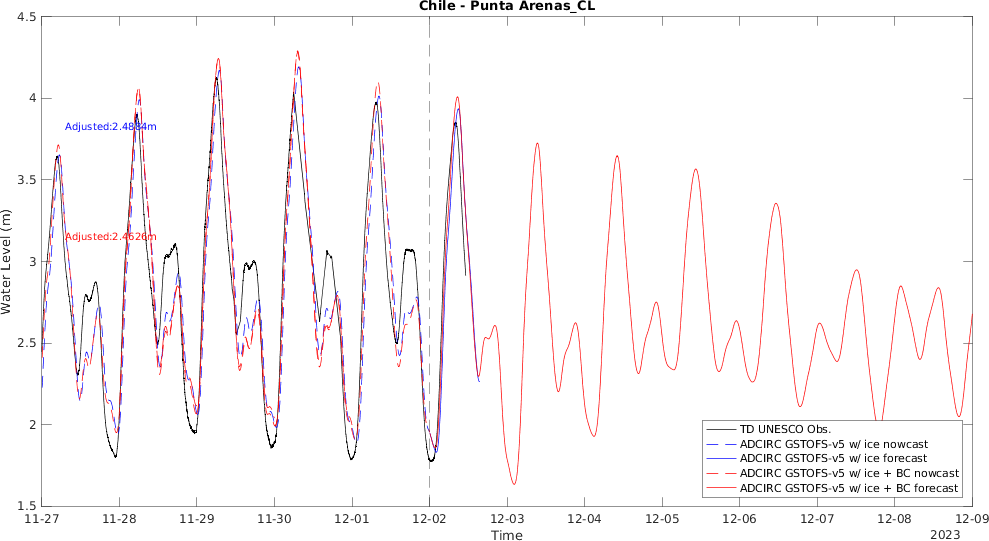 Chile - Punta Arenas_CL
4.5
4
3.5
3
2.5
2
1.5
Water Level (m)
Adjusted:2.4884m
Adjusted:2.4626m
TD UNESCO Obs.
ADCIRC GSTOFS-v5 w/ ice nowcast
ADCIRC GSTOFS-v5 w/ ice forecast
ADCIRC GSTOFS-v5 w/ ice + BC nowcast
ADCIRC GSTOFS-v5 w/ ice + BC forecast
11-27 11-28 11-29 11-30 12-01 12-02 12-03 12-04 12-05 12-06 12-07 12-08 12-09
Time
2023